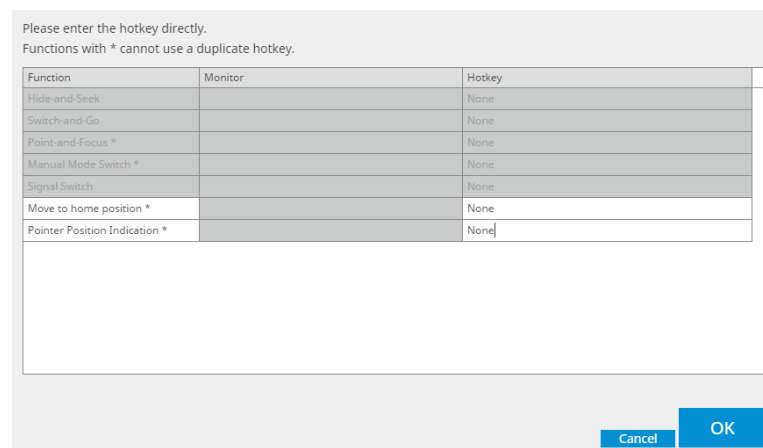 Please enter the hotkey directly.
Functions with * cannot use a duplicate hotkey.
Function Monitor Hotkey
Hide-and-Seek None
Switch-and-Go None
Point-and-Focus * None
Manual Mode Switch * None
Signal Switch None
Move to home position * None
Pointer Position Indication * None
Cancel OK